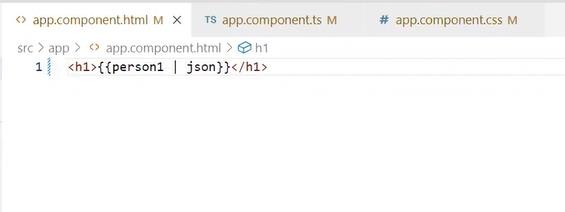 <> app.component.html M × TS app.component.ts M # app.component.css M
src > app > <> app.component.html > h1
1 <h1>{{person1 | json}}</h1>